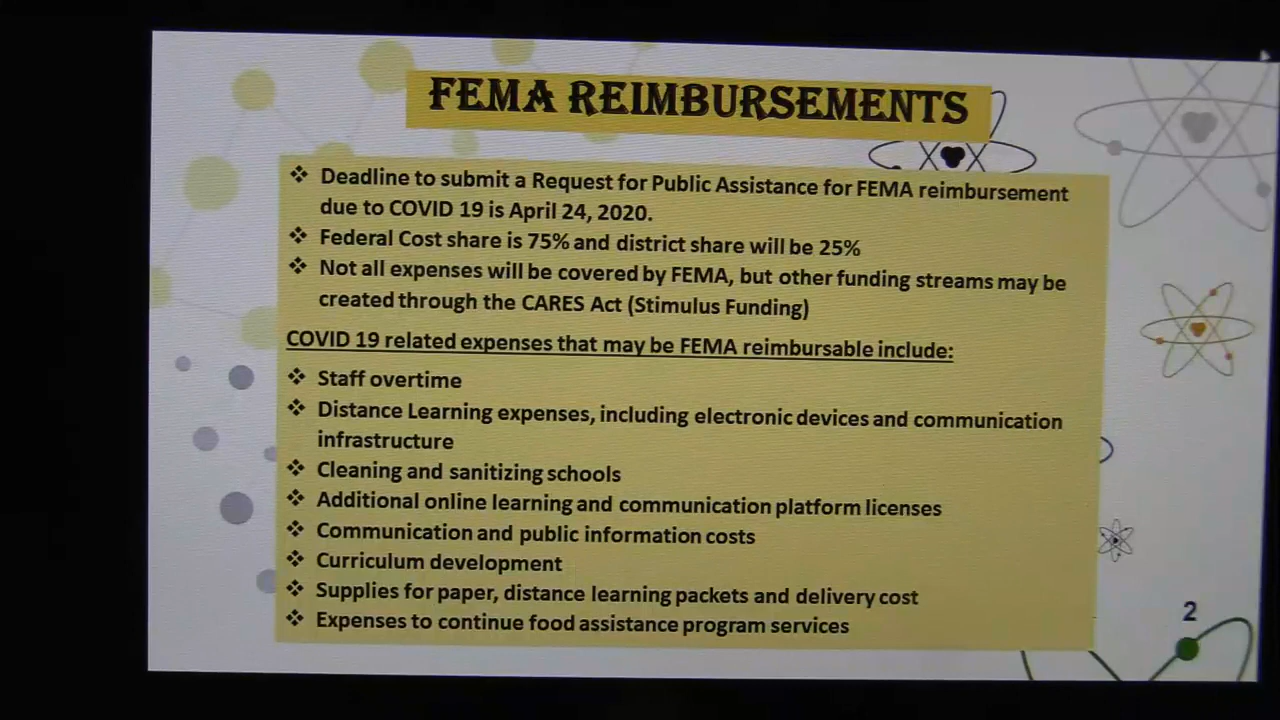 FEMA REIMBURSEMENTS
❖ Deadline to submit a Request for Public Assistance for FEMA reimbursement
due to COVID 19 is April 24, 2020.
❖ Federal Cost share is 75% and district share will be 25%
❖ Not all expenses will be covered by FEMA, but other funding streams may be
created through the CARES Act (Stimulus Funding)
COVID 19 related expenses that may be FEMA reimbursable include:
❖ Staff overtime
❖ Distance Learning expenses, including electronic devices and communication
infrastructure
❖ Cleaning and sanitizing schools
❖ Additional online learning and communication platform licenses
❖ Communication and public information costs
❖ Curriculum development
❖ Supplies for paper, distance learning packets and delivery cost
❖ Expenses to continue food assistance program services
2